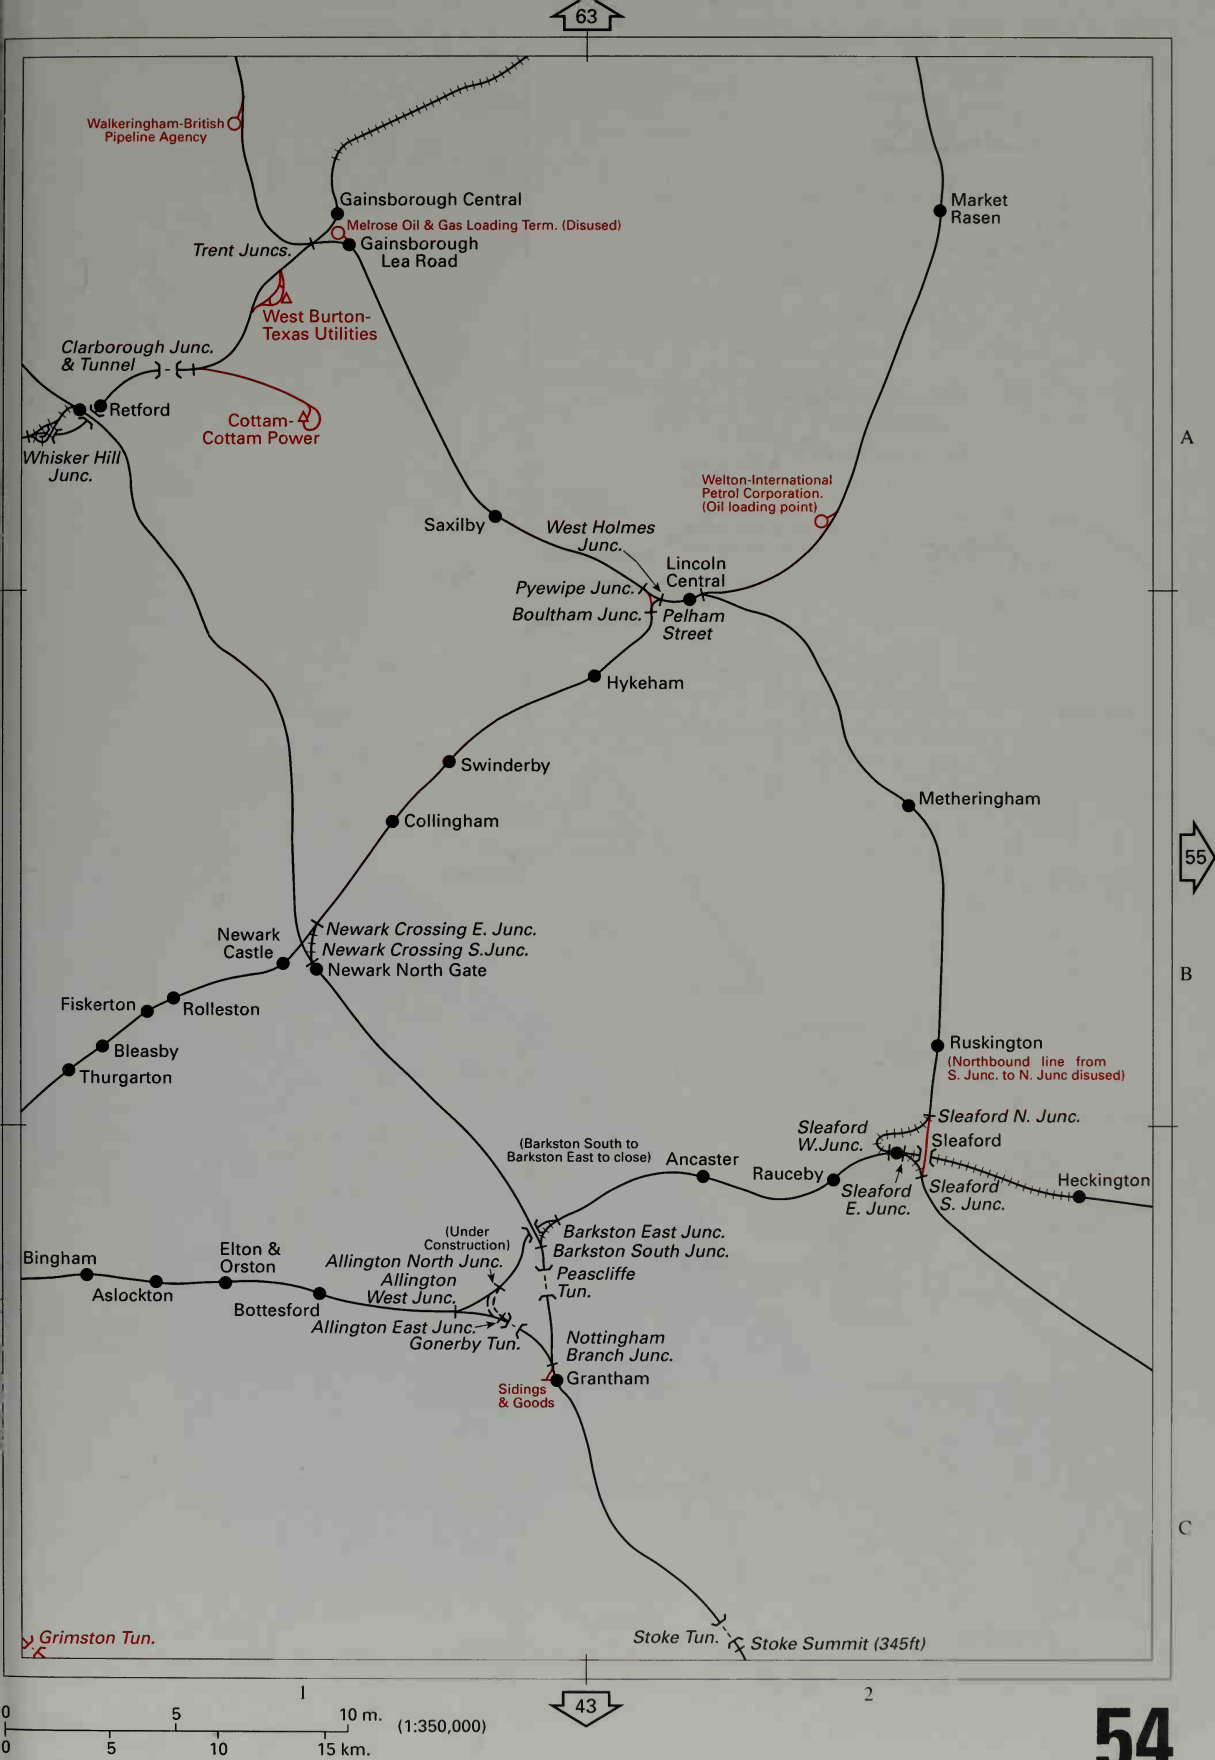 63
Walkeringham-British
Pipeline Agency
Gainsborough Central
Melrose Oil & Gas Loading Term. (Disused)
Trent Juncs.
Gainsborough
Lea Road
Market
Rasen
West Burton-
Texas Utilities
Clarborough Junc.
& Tunnel
Retford
Cottam-
Cottam Power
Whisker Hill
Junc.
A
Welton-International
Petrol Corporation.
(Oil loading point)
Saxilby
West Holmes
Junc.
Lincoln
Central
Pyewipe Junc.
Boultham Junc.
Pelham
Street
Hykeham
Swinderby
Metheringham
Collingham
55
Newark
Castle
Newark Crossing E. Junc.
Newark Crossing S.Junc.
Newark North Gate
B
Fiskerton
Rolleston
Bleasby
Thurgarton
Ruskington
(Northbound line from
S. Junc. to N. Junc disused)
Sleaford N. Junc.
Sleaford
W.Junc.
Sleaford
(Barkston South to
Barkston East to close)
Ancaster
Rauceby
Heckington
Sleaford
E. Junc.
Sleaford
S. Junc.
(Under
Construction)
Barkston East Junc.
Barkston South Junc.
Bingham
Elton &
Orston
Allington North Junc.
Peascliffe
Tun.
Aslockton
Allington
West Junc.
Bottesford
Allington East Junc.
Gonerby Tun.
Nottingham
Branch Junc.
Grantham
Sidings
& Goods
C
Grimston Tun.
Stoke Tun.
Stoke Summit (345ft)
1
2
43
0 5 10 m.
(1:350,000)
0 5 10 15 km.
54